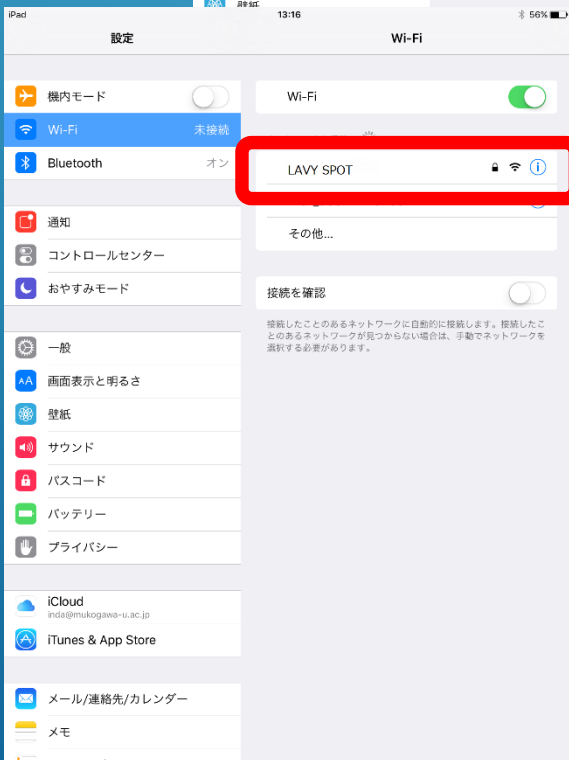 壁紙
iPad
13:16
56%
設定
Wi-Fi
機内モード
Wi-Fi
未接続
Bluetooth
オン
通知
コントロールセンター
おやすみモード
一般
画面表示と明るさ
壁紙
サウンド
パスコード
バッテリー
プライバシー
iCloud
inda@mukogawa-u.ac.jp
iTunes & App Store
メール/連絡先/カレンダー
メモ
Wi-Fi
LAVY SPOT
その他...
接続を確認
接続したことのあるネットワークに自動的に接続します。接続したこ
とのあるネットワークが見つからない場合は、手動でネットワークを
選択する必要があります。